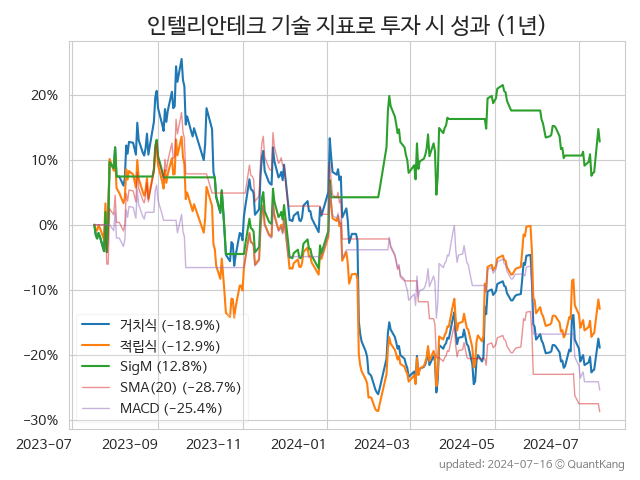 인텔리안테크 기술 지표로 투자 시 성과 (1년)
20%
10%
0%
−10%
−20%
−30%
거치식 (−18.9%)
적립식 (−12.9%)
SigM (12.8%)
SMA(20) (−28.7%)
MACD (−25.4%)
2023−07 2023−09 2023−11 2024−01 2024−03 2024−05 2024−07
updated: 2024−07−16 © QuantKang